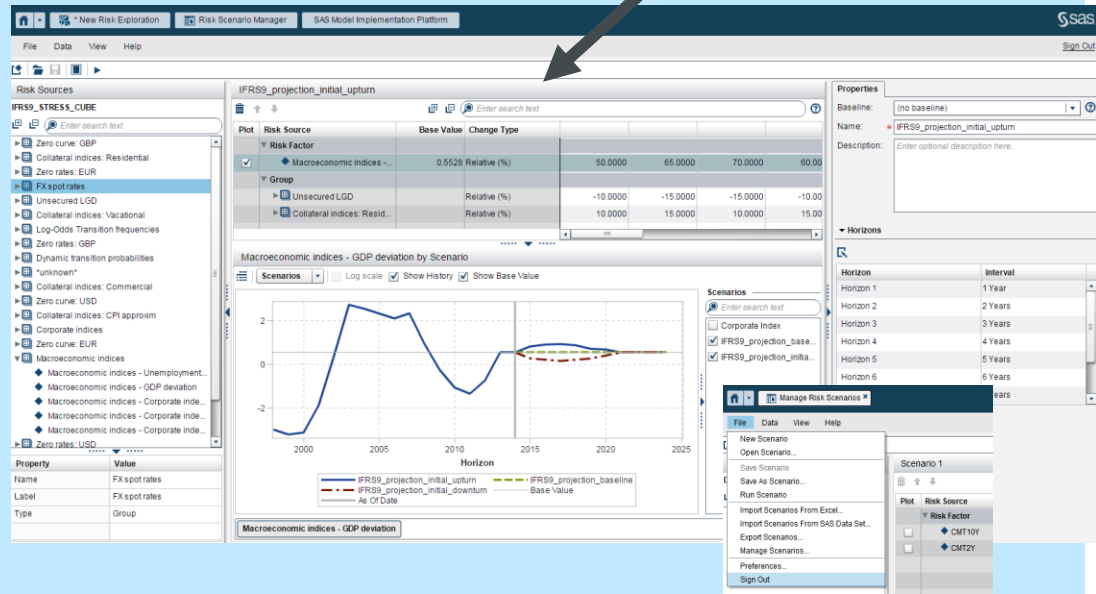 * New Risk Exploration
Risk Scenario Manager
SAS Model Implementation Platform
sas
File Data View Help
Sign Out
Risk Sources
IFRS9_STRESS_CUBE
Enter search text
Zero curve: GBP
Collateral indices: Residential
Zero rates: EUR
FX spot rates
Unsecured LGD
Collateral indices: Vacational
Log-Odds Transition frequencies
Zero rates: GBP
Dynamic transition probabilities
*unknown*
Collateral indices: Commercial
Zero curve: USD
Collateral indices: CPI approxim
Corporate indices
Zero curve: EUR
Macroeconomic indices
Macroeconomic indices - Unemployment...
Macroeconomic indices - GDP deviation
Macroeconomic indices - Corporate inde...
Macroeconomic indices - Corporate inde...
Macroeconomic indices - Corporate inde...
Zero rates: USD
Property Value
Name FX spot rates
Label FX spot rates
Type Group
IFRS9_projection_initial_upturn
Enter search text
Plot Risk Source Base Value Change Type
Risk Factor
Macroeconomic indices -... 0.5528 Relative (%) 50.0000 65.0000 70.0000 60.00
Group
Unsecured LGD Relative (%) -10.0000 -15.0000 -15.0000 -10.00
Collateral indices: Resid... Relative (%) 10.0000 15.0000 10.0000 15.00
Macroeconomic indices - GDP deviation by Scenario
Scenarios Log scale Show History Show Base Value
2
0
-2
2000 2005 2010 2015 2020 2025
Horizon
IFRS9_projection_initial_upturn IFRS9_projection_baseline
IFRS9_projection_initial_downturn Base Value
As Of Date
Macroeconomic indices - GDP deviation
Scenarios
Enter search text
Corporate Index
IFRS9_projection_base...
IFRS9_projection_initia...
Properties
Baseline: (no baseline)
Name: * IFRS9_projection_initial_upturn
Description: Enter optional description here.
Horizons
Horizon Interval
Horizon 1 1 Year
Horizon 2 2 Years
Horizon 3 3 Years
Horizon 4 4 Years
Horizon 5 5 Years
Horizon 6 6 Years
ears
Manage Risk Scenarios
File Data View Help
New Scenario
Open Scenario...
Save Scenario
Save As Scenario...
Run Scenario
Import Scenarios From Excel...
Import Scenarios From SAS Data Set...
Export Scenarios...
Manage Scenarios...
Preferences...
Sign Out
Scenario 1
Plot Risk Source
Risk Factor
CMT10Y
CMT2Y